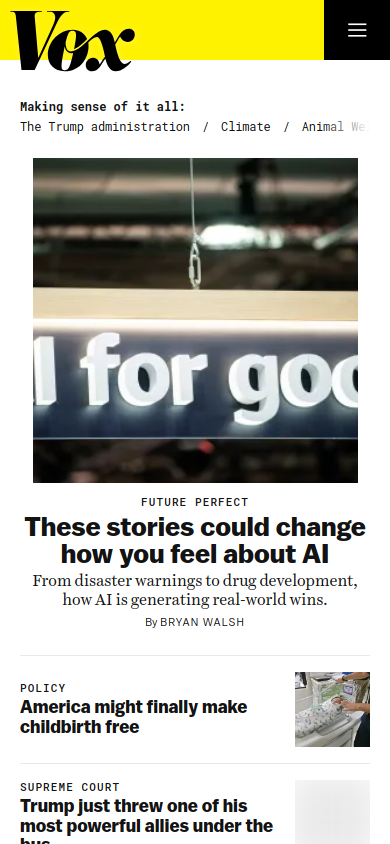 Vox
Making sense of it all:
The Trump administration / Climate / Animal We
l for goo
FUTURE PERFECT
These stories could change
how you feel about AI
From disaster warnings to drug development,
how AI is generating real-world wins.
By BRYAN WALSH
POLICY
America might finally make
childbirth free
SUPREME COURT
Trump just threw one of his
most powerful allies under the
bus